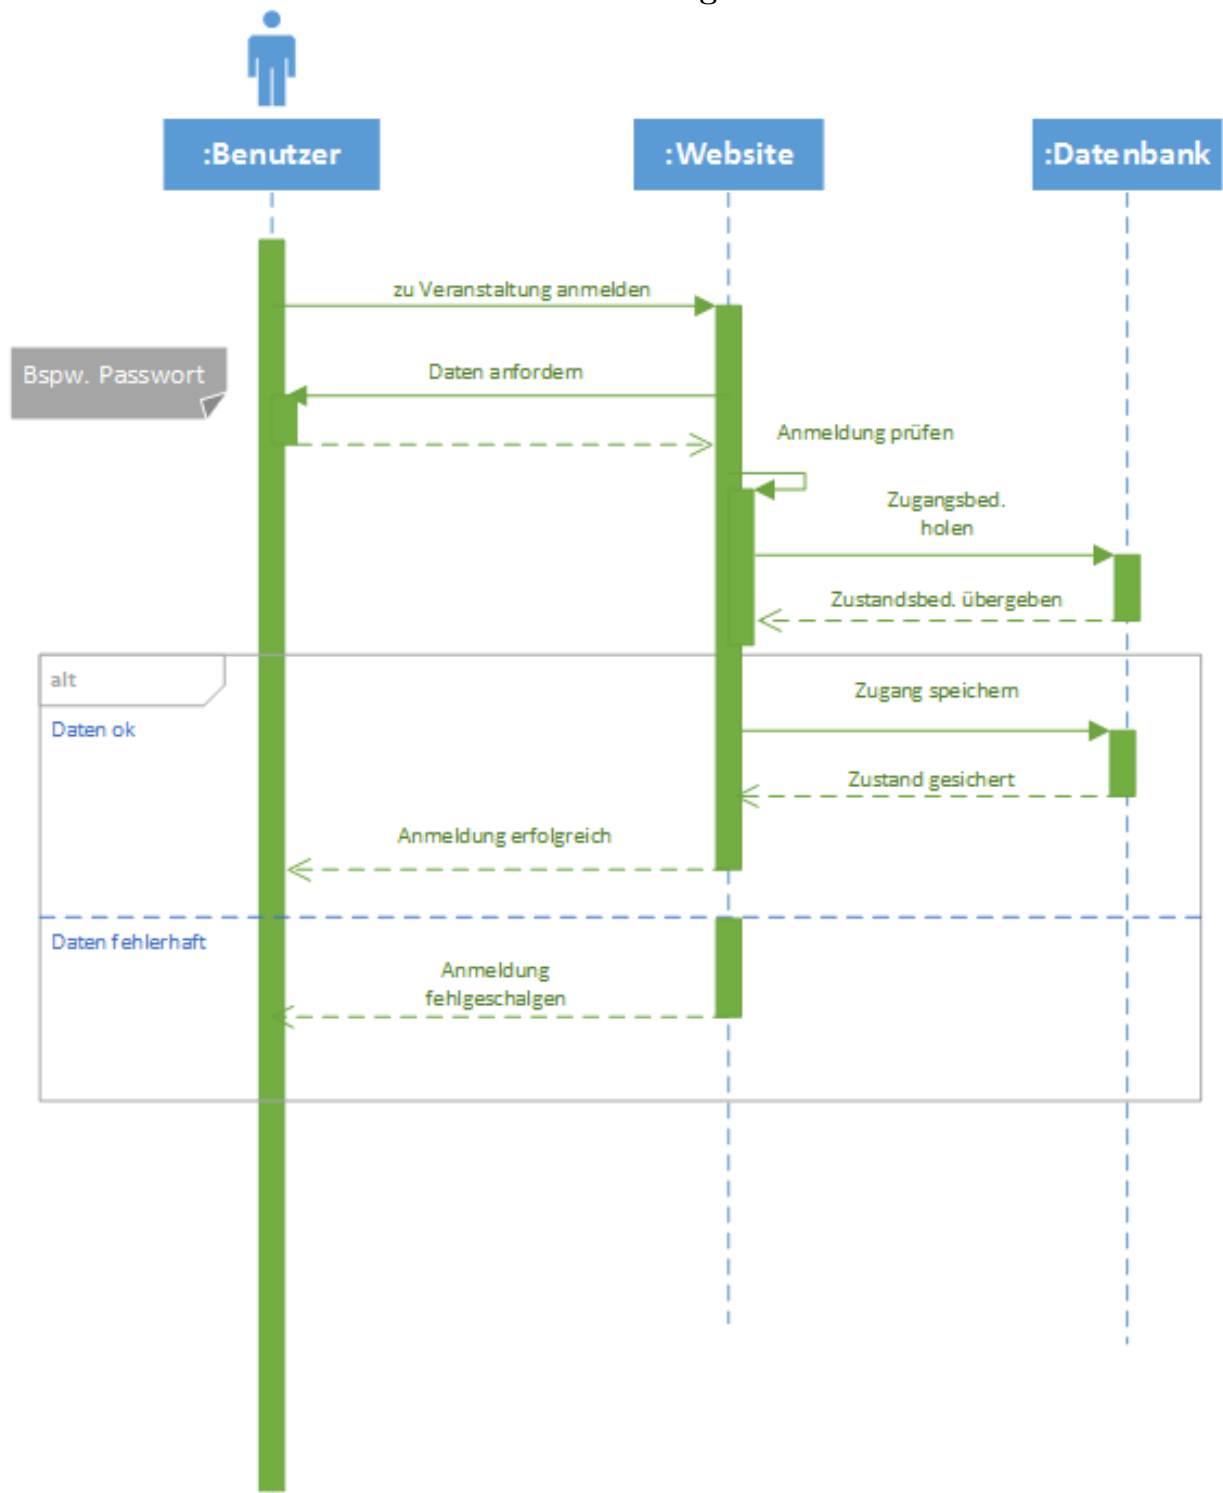 :Benutzer
:Website
:Datenbank
zu Veranstaltung anmelden
Bspw. Passwort
Daten anfordern
Anmeldung prüfen
Zugangsbed.
holen
Zustandsbed. übergeben
alt
Zugang speichern
Daten ok
Zustand gesichert
Anmeldung erfolgreich
Daten fehlerhaft
Anmeldung
fehlgeschalgen